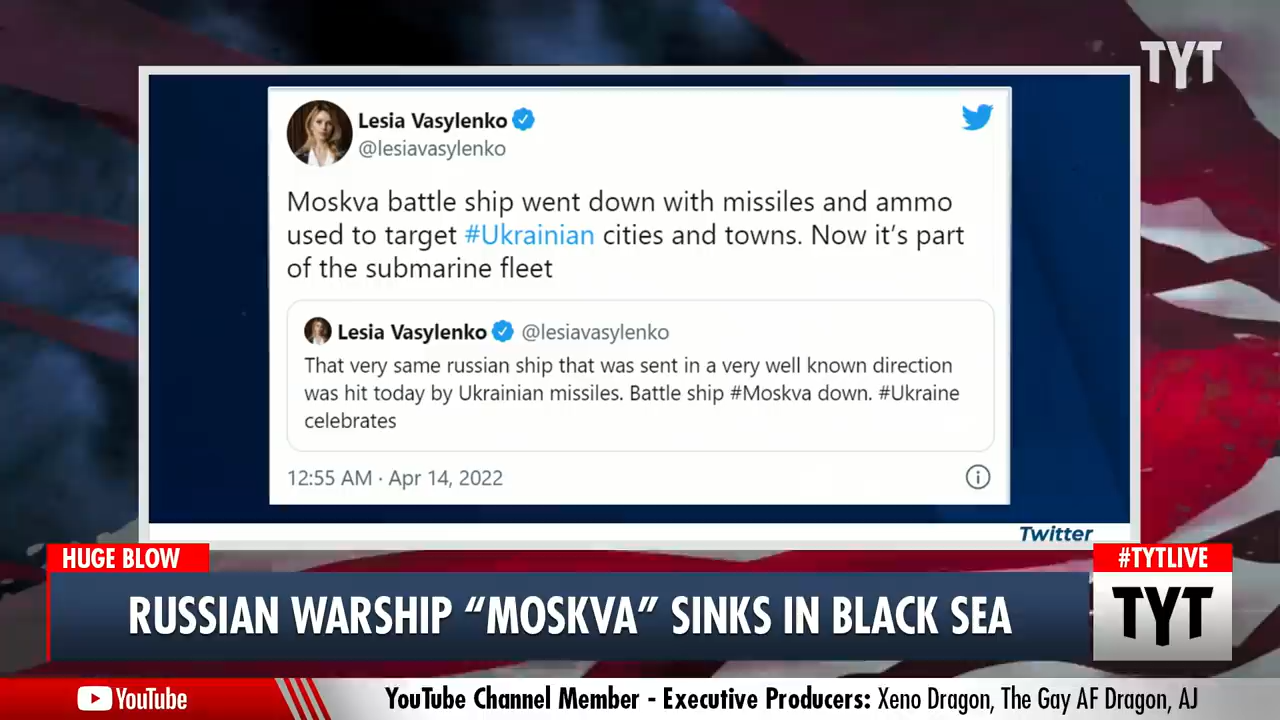 TYT
Lesia Vasylenko
@lesiavasylenko
Moskva battle ship went down with missiles and ammo
used to target #Ukrainian cities and towns. Now it’s part
of the submarine fleet
Lesia Vasylenko @lesiavasylenko
That very same russian ship that was sent in a very well known direction
was hit today by Ukrainian missiles. Battle ship #Moskva down. #Ukraine
celebrates
12:55 AM · Apr 14, 2022
Twitter
HUGE BLOW
#TYTLIVE
RUSSIAN WARSHIP “MOSKVA” SINKS IN BLACK SEA
TYT
YouTube
YouTube Channel Member - Executive Producers: Xeno Dragon, The Gay AF Dragon, AJ